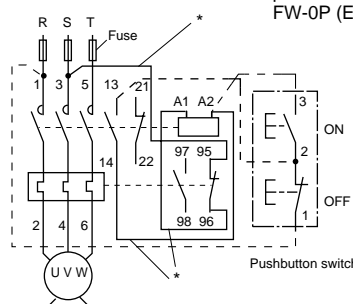 FW-0P (E
R S T
Fuse
*
1 3 5 13 21
A1 A2
3
ON
2
14 22
97 95
98 96
OFF
1
2 4 6
*
U V W
Pushbutton switch